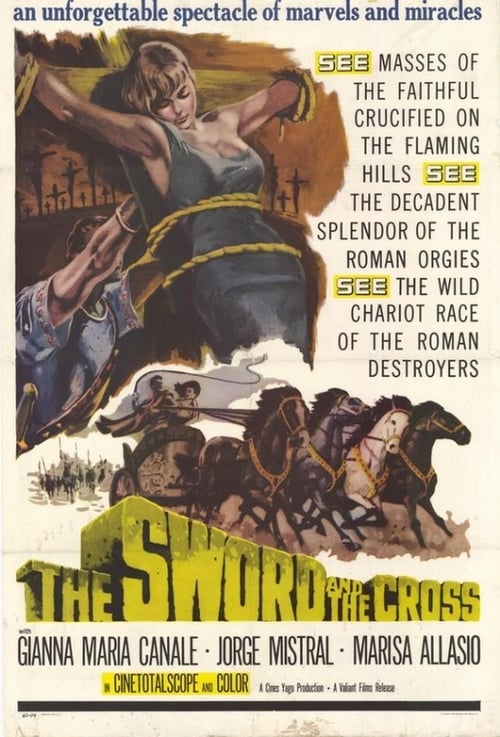 an unforgettable spectacle of marvels and miracles
SEE MASSES OF
THE FAITHFUL
CRUCIFIED ON
THE FLAMING
HILLS SEE
THE DECADENT
SPLENDOR OF THE
ROMAN ORGIES
SEE THE WILD
CHARIOT RACE
OF THE ROMAN
DESTROYERS
THE SWORD AND THE CROSS
with
GIANNA MARIA CANALE · JORGE MISTRAL · MARISA ALLASIO
IN CINETOTALSCOPE AND COLOR A Cines Yago Production - A Valiant Films Release